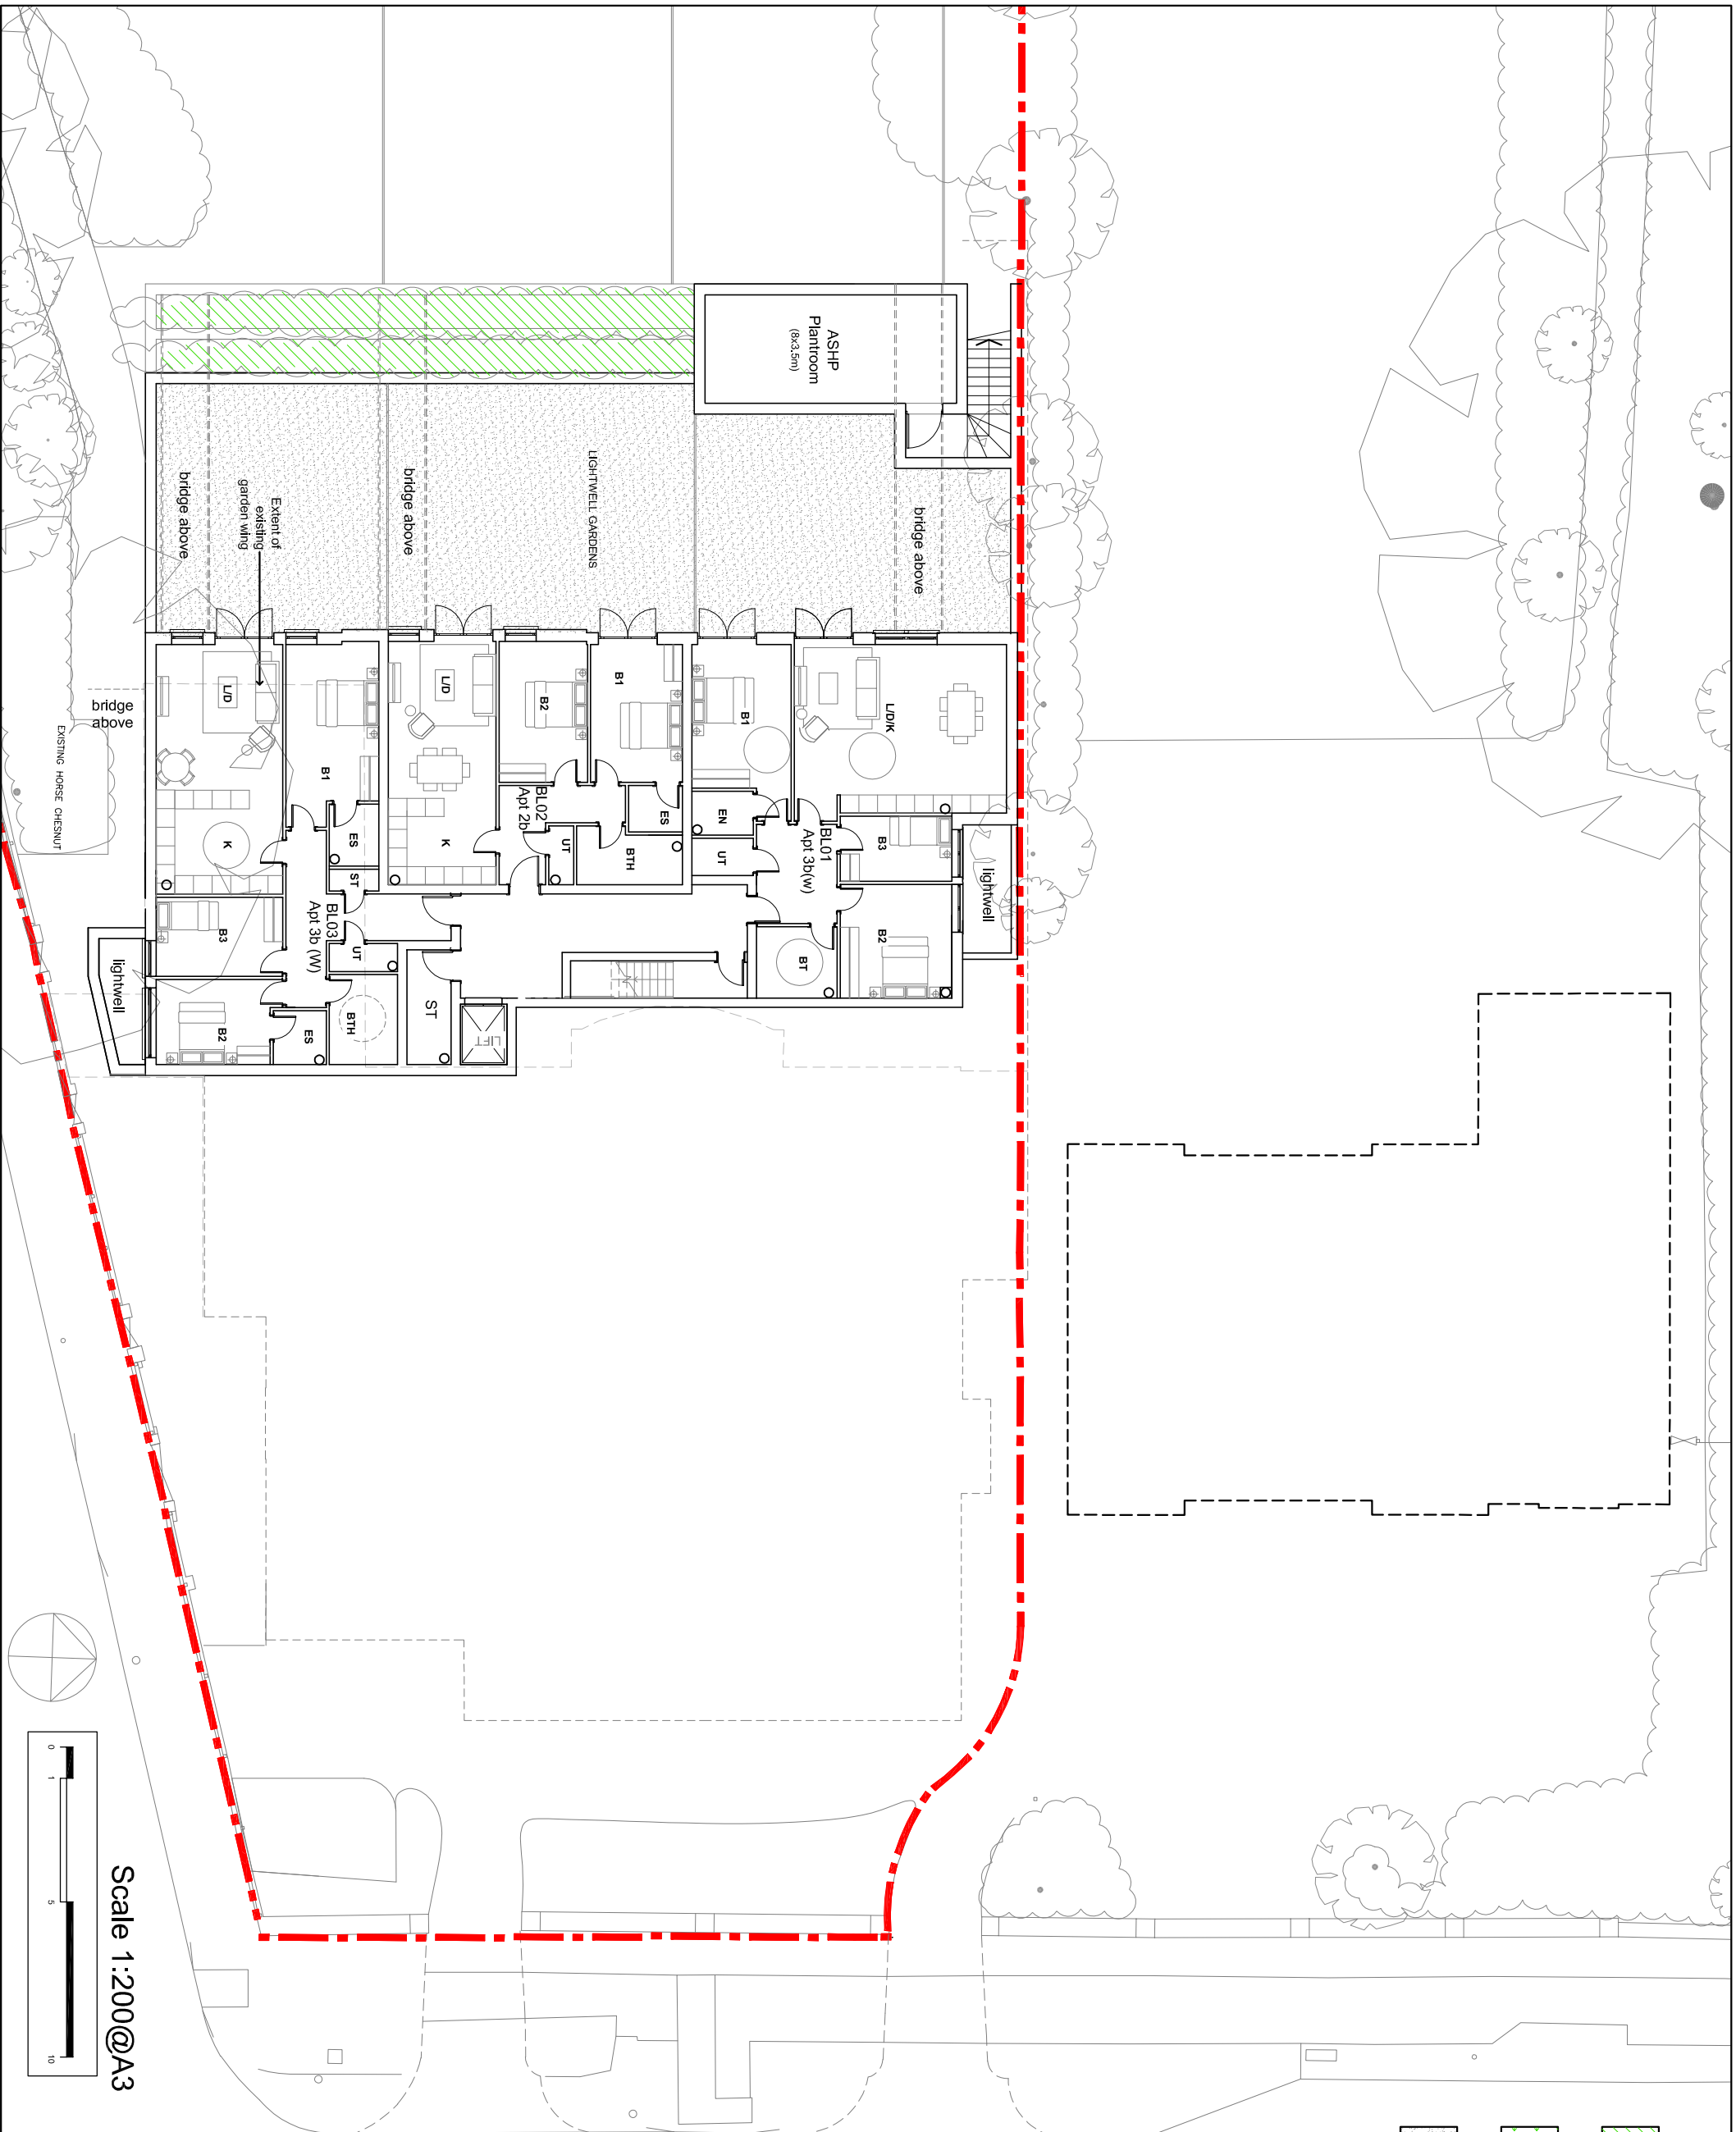 ASHP
Plantroom
(8x3.5m)
bridge above
Extent of
existing
garden wing
bridge above
LIGHTWELL GARDENS
bridge above
bridge
above
EXISTING HORSE CHESNUT
L/D
B1
L/D
B2
B1
B1
L/D/K
K
ES
ST
K
BL02
Apt 2b
UT
ES
BTH
EN
UT
BL01
Apt 3b(w)
B3
lightwell
B2
BT
BL03
Apt 3b (W)
B3
UT
BTH
ST
LIFT
B2
ES
lightwell
Scale 1:200@A3
0
1
5
10